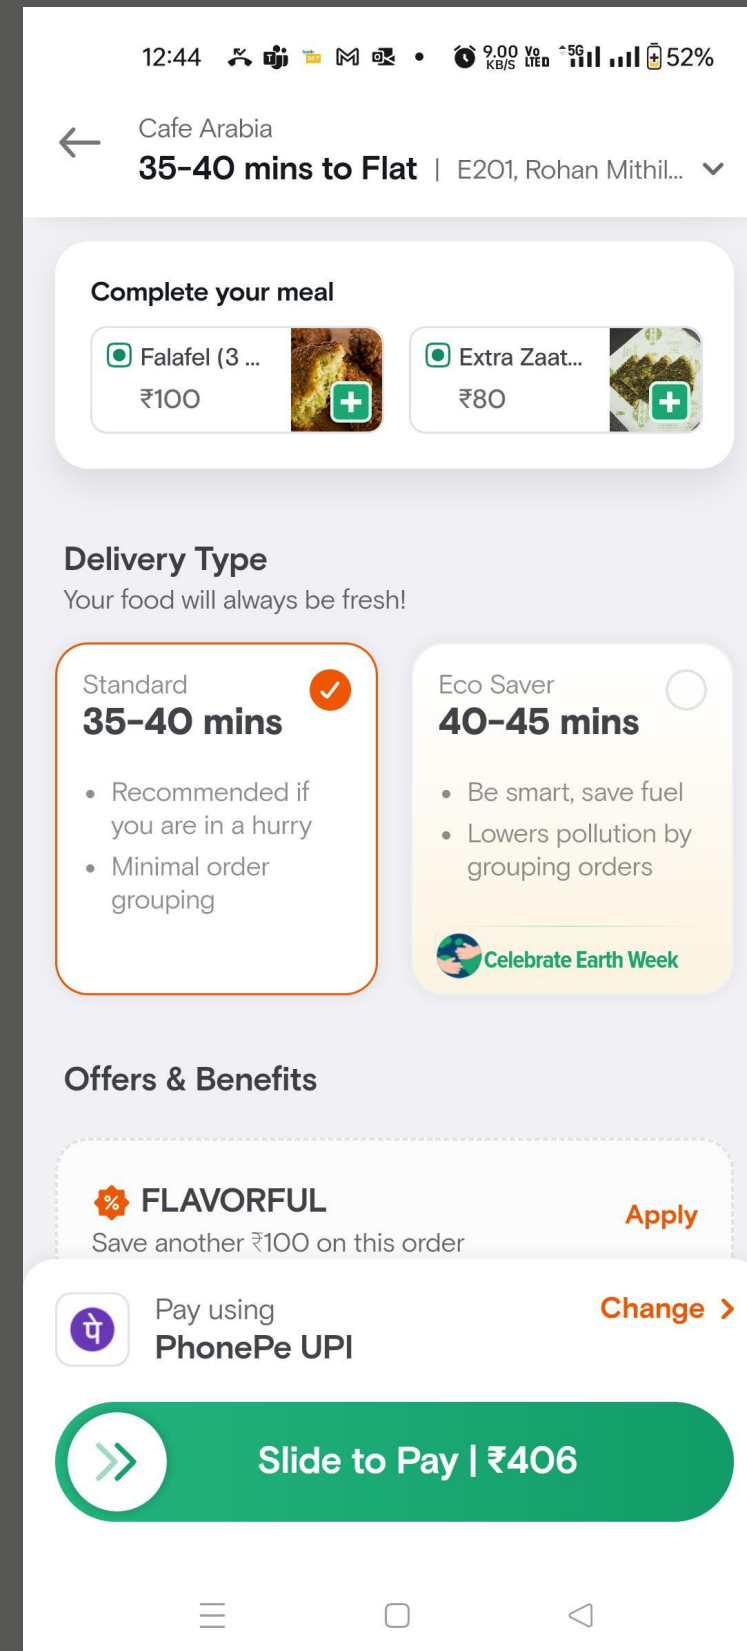 12:44
9.00 KB/S
Vo LTED
5G
52%
Cafe Arabia
35-40 mins to Flat | E201, Rohan Mithil...
Complete your meal
Falafel (3 ...
₹100
Extra Zaat...
₹80
Delivery Type
Your food will always be fresh!
Standard
35-40 mins
• Recommended if
you are in a hurry
• Minimal order
grouping
Eco Saver
40-45 mins
• Be smart, save fuel
• Lowers pollution by
grouping orders
Celebrate Earth Week
Offers & Benefits
% FLAVORFUL
Save another ₹100 on this order
Apply
पे
Pay using
PhonePe UPI
Change
Slide to Pay | ₹406